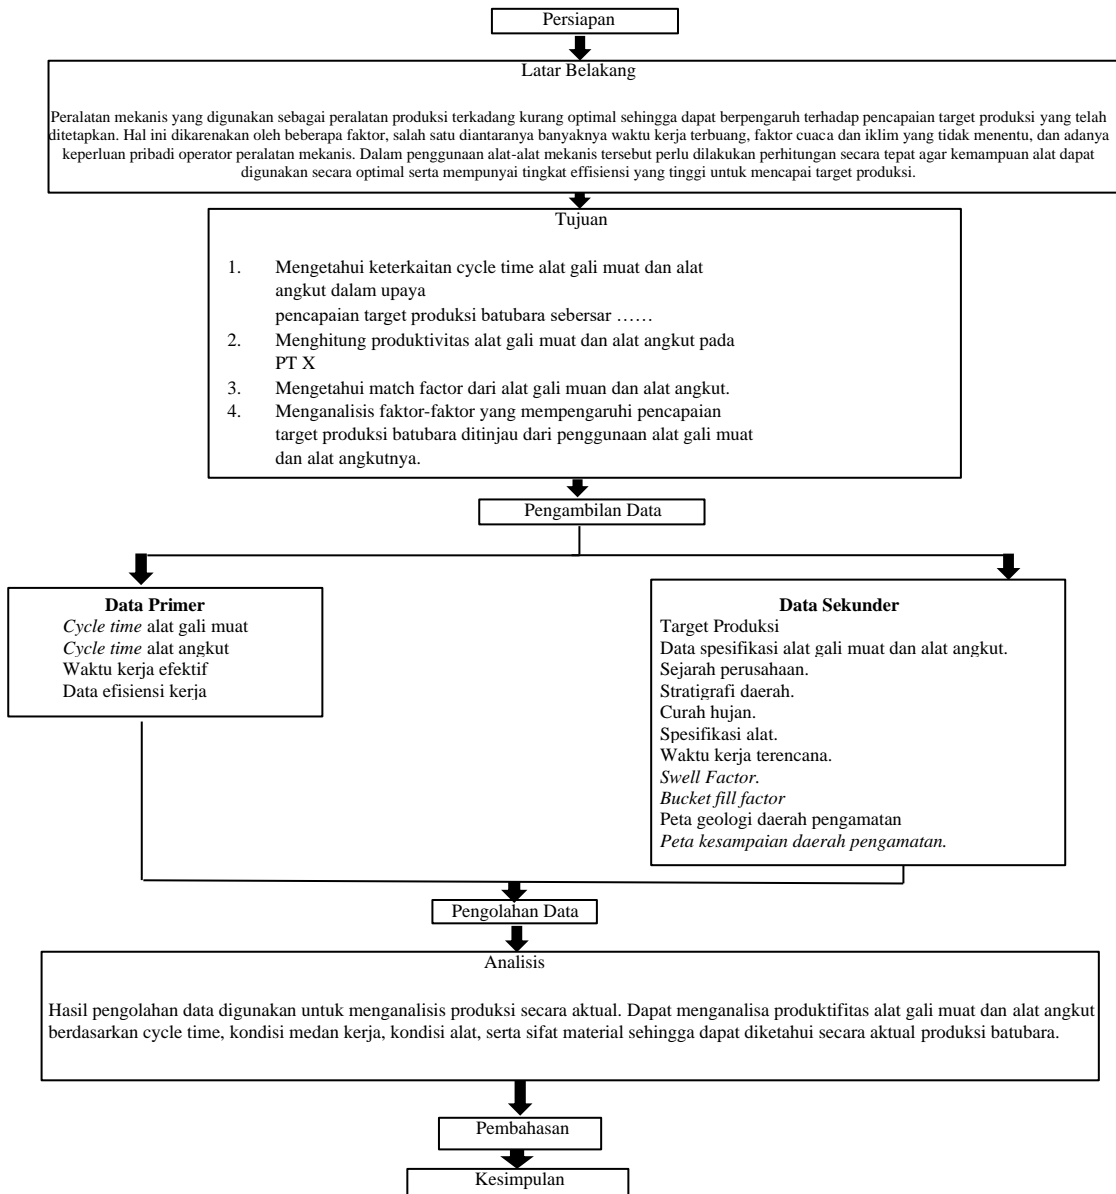 Persiapan
Latar Belakang
Peralatan mekanis yang digunakan sebagai peralatan produksi terkadang kurang optimal sehingga dapat berpengaruh terhadap pencapaian target produksi yang telah
ditetapkan. Hal ini dikarenakan oleh beberapa faktor, salah satu diantaranya banyaknya waktu kerja terbuang, faktor cuaca dan iklim yang tidak menentu, dan adanya
keperluan pribadi operator peralatan mekanis. Dalam penggunaan alat-alat mekanis tersebut perlu dilakukan perhitungan secara tepat agar kemampuan alat dapat
digunakan secara optimal serta mempunyai tingkat effisiensi yang tinggi untuk mencapai target produksi.
Tujuan
1. Mengetahui keterkaitan cycle time alat gali muat dan alat
angkut dalam upaya
pencapaian target produksi batubara sebersar ……
2. Menghitung produktivitas alat gali muat dan alat angkut pada
PT X
3. Mengetahui match factor dari alat gali muan dan alat angkut.
4. Menganalisis faktor-faktor yang mempengaruhi pencapaian
target produksi batubara ditinjau dari penggunaan alat gali muat
dan alat angkutnya.
Pengambilan Data
Data Primer
Cycle time alat gali muat
Cycle time alat angkut
Waktu kerja efektif
Data efisiensi kerja
Data Sekunder
Target Produksi
Data spesifikasi alat gali muat dan alat angkut.
Sejarah perusahaan.
Stratigrafi daerah.
Curah hujan.
Spesifikasi alat.
Waktu kerja terencana.
Swell Factor.
Bucket fill factor
Peta geologi daerah pengamatan
Peta kesampaian daerah pengamatan.
Pengolahan Data
Analisis
Hasil pengolahan data digunakan untuk menganalisis produksi secara aktual. Dapat menganalisa produktifitas alat gali muat dan alat angkut
berdasarkan cycle time, kondisi medan kerja, kondisi alat, serta sifat material sehingga dapat diketahui secara aktual produksi batubara.
Pembahasan
Kesimpulan